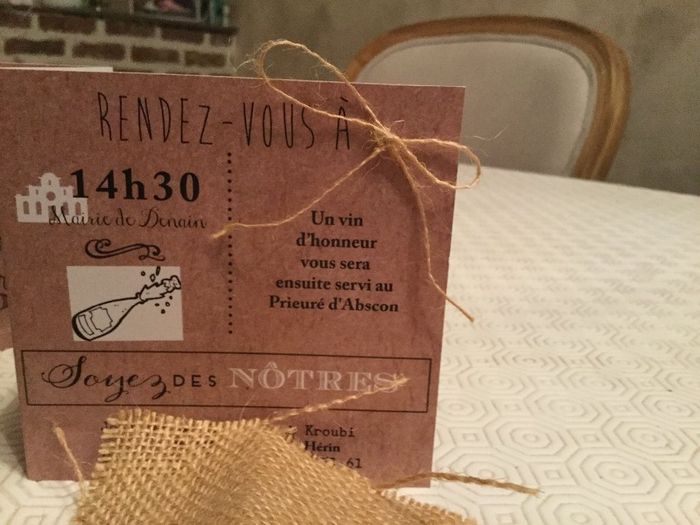 RENDEZ-VOUS À
14h30
Mairie de Denain
Un vin
d'honneur
vous sera
ensuite servi au
Prieuré d'Abscon
Soyez DES NÔTRES
Kroubi
Hérin
61